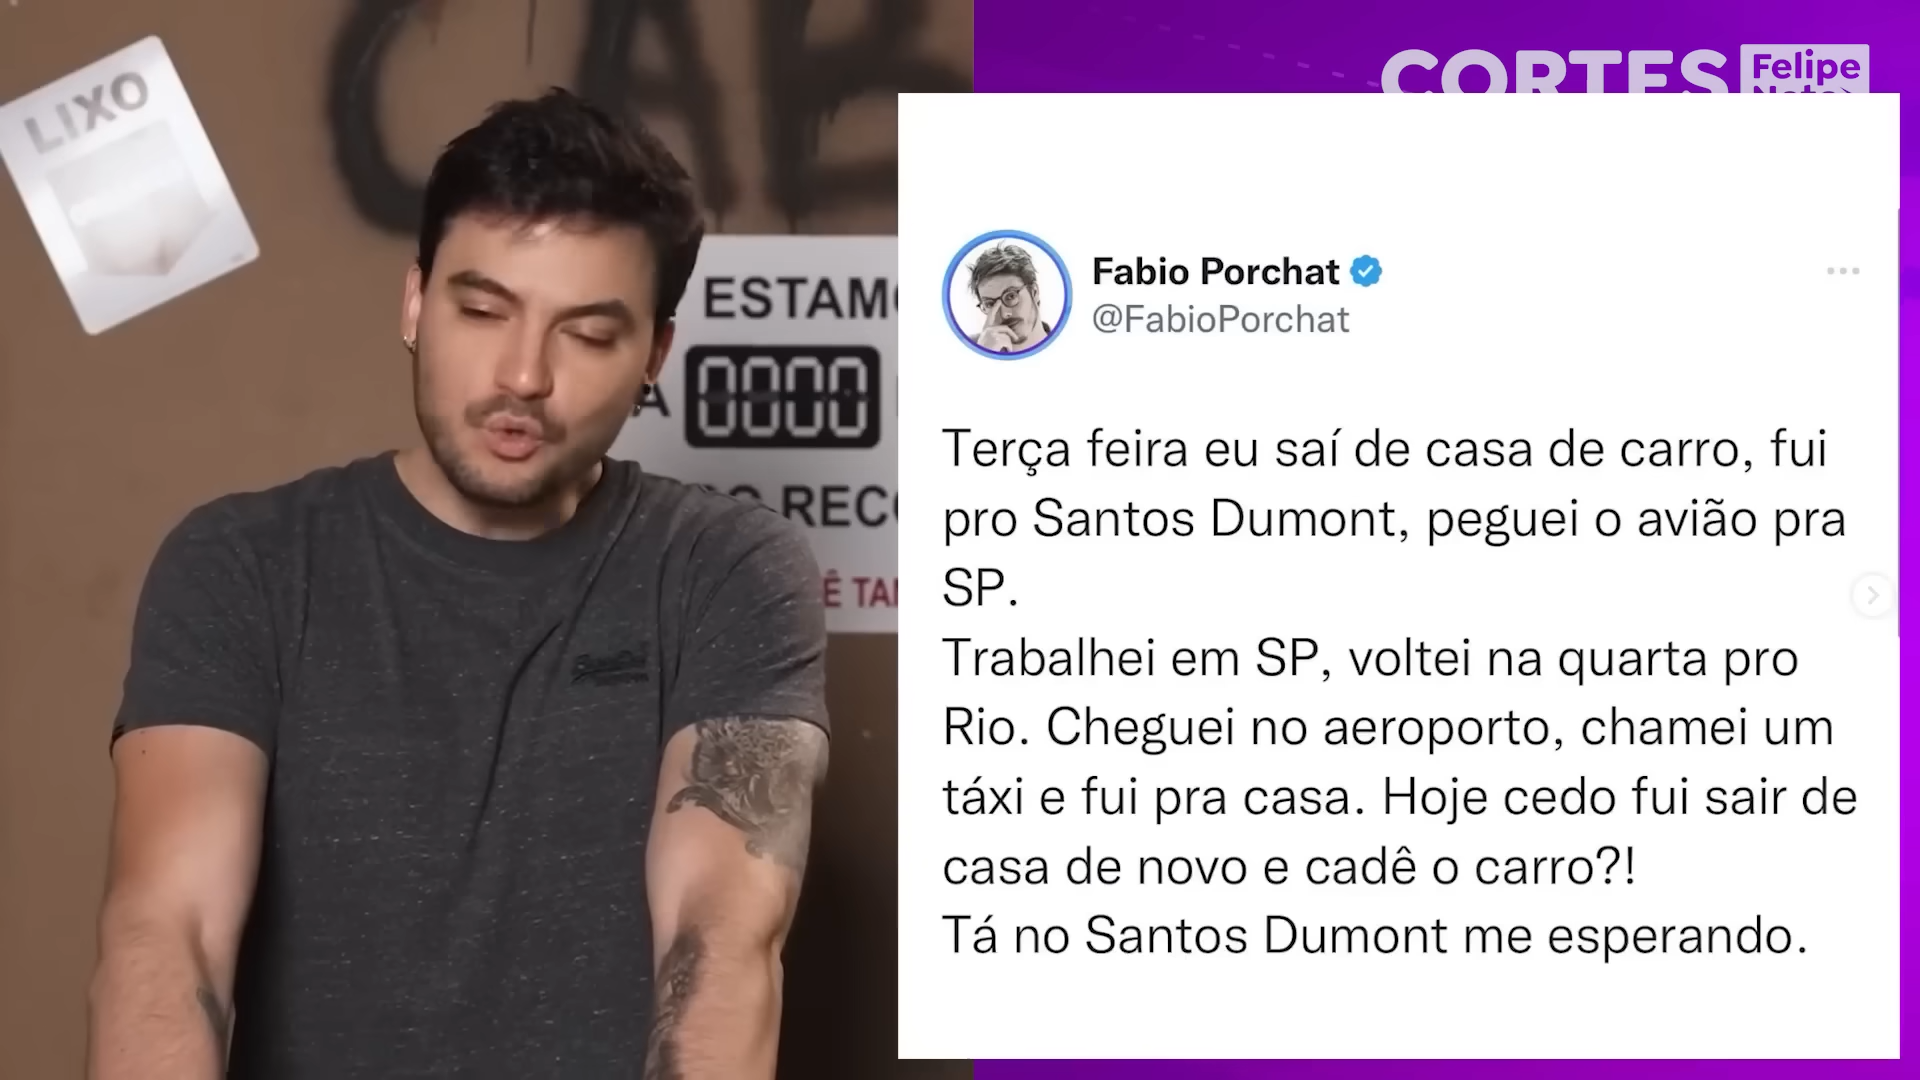 LIXO
CAB
ESTAM
A 0000
REC
Ê TA
CORTES Felipe
Neto
Fabio Porchat
@FabioPorchat
Terça feira eu saí de casa de carro, fui
pro Santos Dumont, peguei o avião pra
SP.
Trabalhei em SP, voltei na quarta pro
Rio. Cheguei no aeroporto, chamei um
táxi e fui pra casa. Hoje cedo fui sair de
casa de novo e cadê o carro?!
Tá no Santos Dumont me esperando.